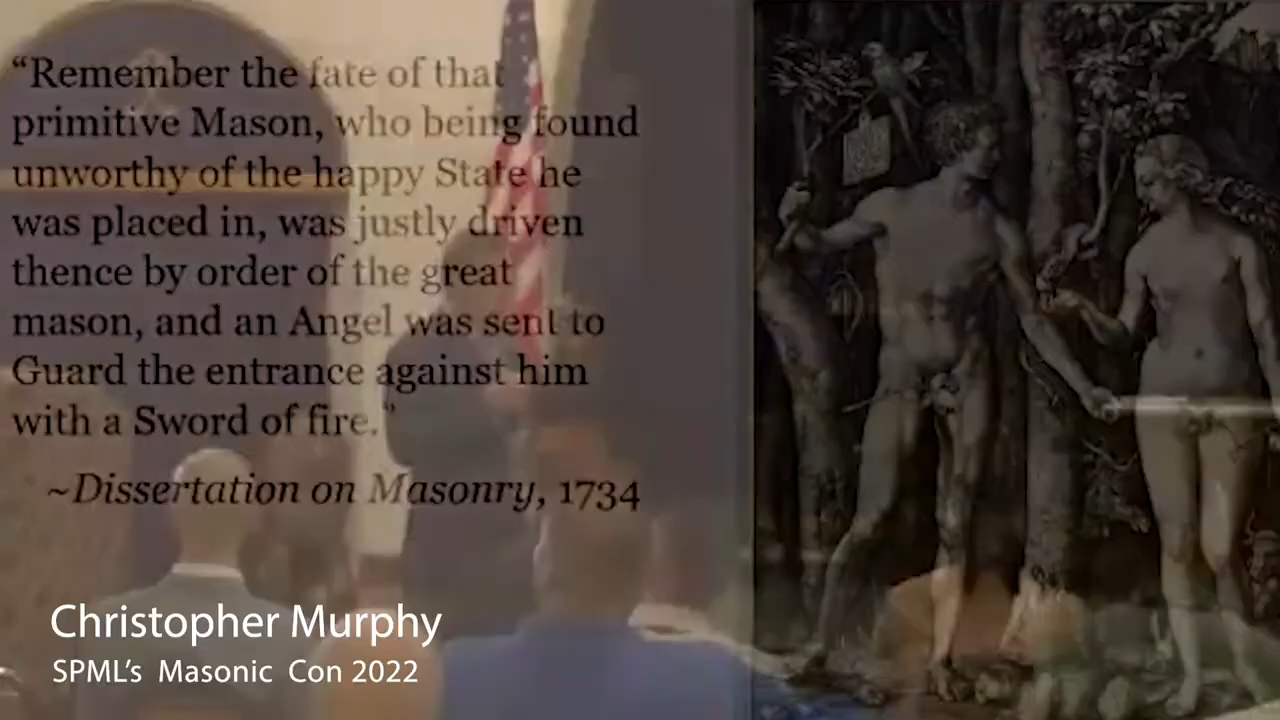 “Remember the fate of that
primitive Mason, who being found
unworthy of the happy State he
was placed in, was justly driven
thence by order of the great
mason, and an Angel was sent to
Guard the entrance against him
with a Sword of fire.”
~Dissertation on Masonry, 1734
Christopher Murphy
SPML’s Masonic Con 2022